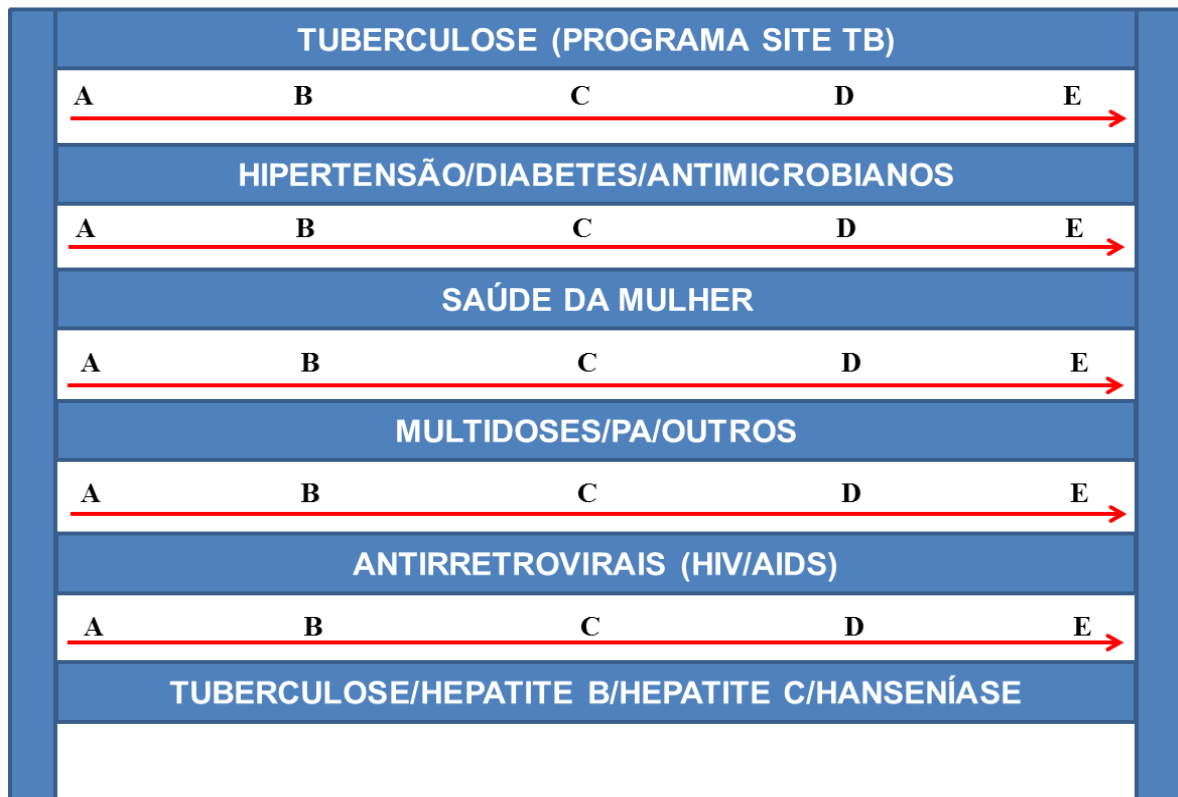 TUBERCULOSE (PROGRAMA SITE TB)
A B C D E
HIPERTENSÃO/DIABETES/ANTIMICROBIANOS
A B C D E
SAÚDE DA MULHER
A B C D E
MULTIDOSES/PA/OUTROS
A B C D E
ANTIRRETROVIRAIS (HIV/AIDS)
A B C D E
TUBERCULOSE/HEPATITE B/HEPATITE C/HANSENÍASE